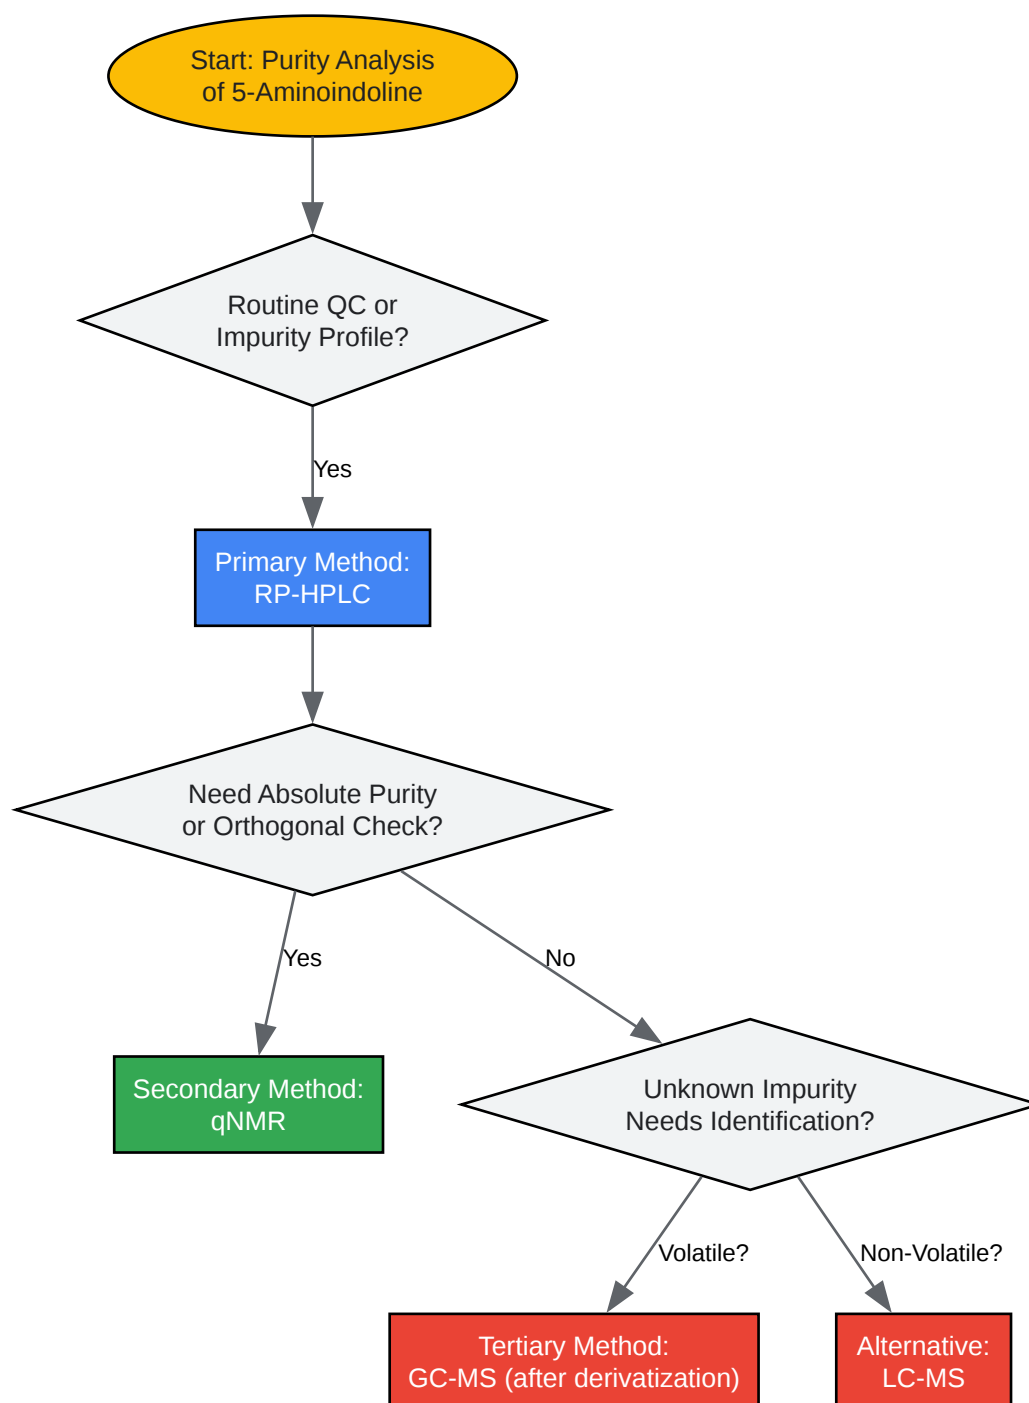 Start: Purity Analysis
of 5-Aminoindoline
Routine QC or
Impurity Profile?
Yes
Primary Method:
RP-HPLC
Need Absolute Purity
or Orthogonal Check?
Yes
No
Secondary Method:
qNMR
Unknown Impurity
Needs Identification?
Volatile?
Non-Volatile?
Tertiary Method:
GC-MS (after derivatization)
Alternative:
LC-MS